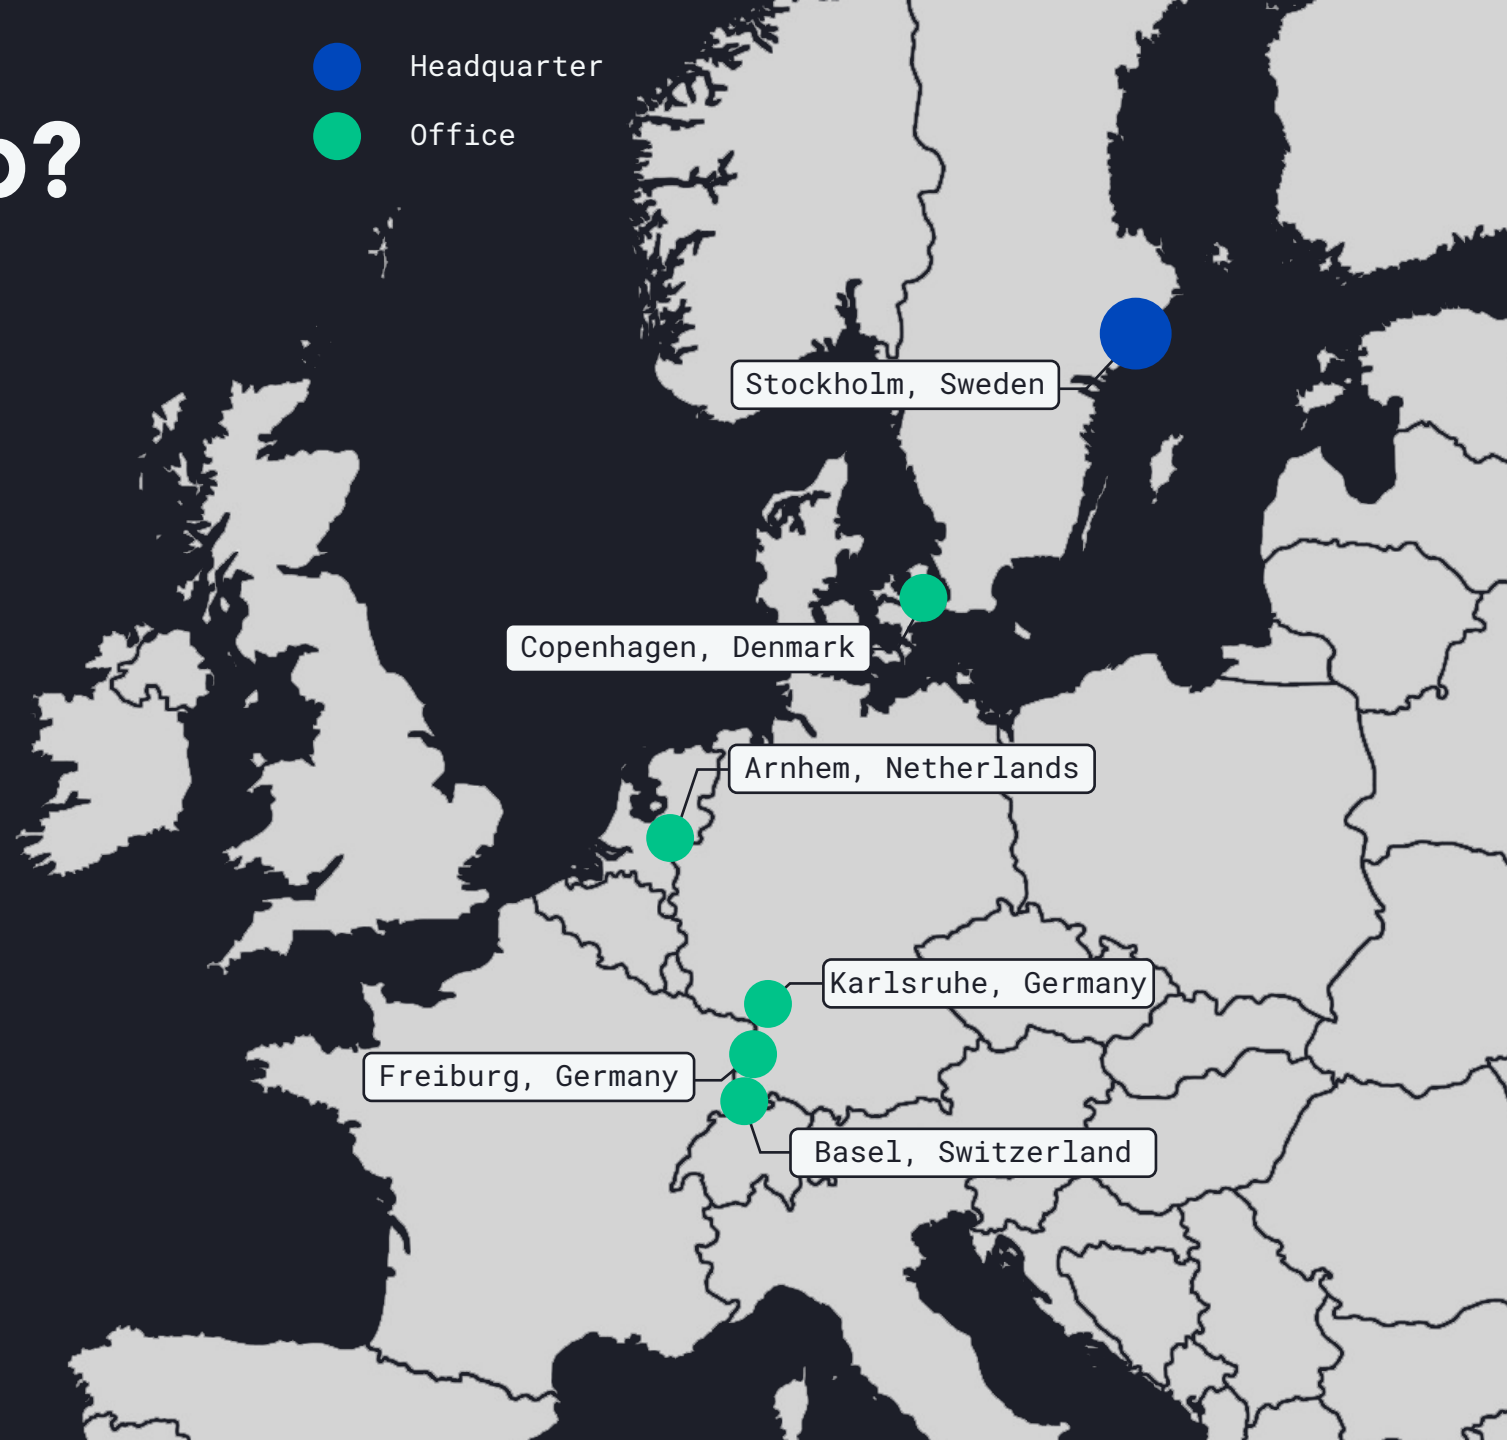 Headquarter
Office
o?
Stockholm, Sweden
Copenhagen, Denmark
Arnhem, Netherlands
Karlsruhe, Germany
Freiburg, Germany
Basel, Switzerland